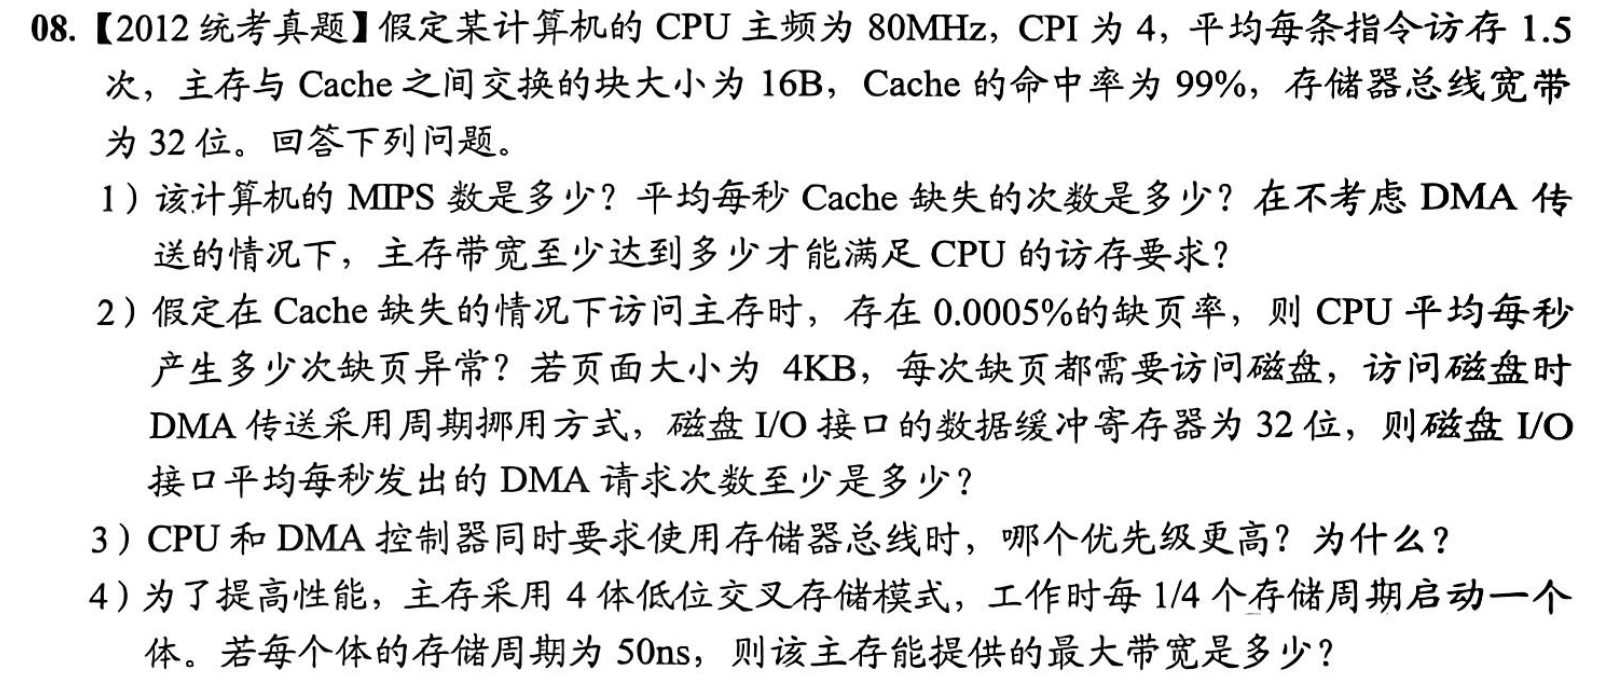 08.【2012 统考真题】假定某计算机的 CPU 主频为 80MHz，CPI 为 4，平均每条指令访存 1.5
次，主存与 Cache 之间交换的块大小为 16B，Cache 的命中率为 99%，存储器总线宽带
为 32 位。回答下列问题。
1）该计算机的 MIPS 数是多少？平均每秒 Cache 缺失的次数是多少？在不考虑 DMA 传
送的情况下，主存带宽至少达到多少才能满足 CPU 的访存要求？
2）假定在 Cache 缺失的情况下访问主存时，存在 0.0005%的缺页率，则 CPU 平均每秒
产生多少次缺页异常？若页面大小为 4KB，每次缺页都需要访问磁盘，访问磁盘时
DMA 传送采用周期挪用方式，磁盘 I/O 接口的数据缓冲寄存器为 32 位，则磁盘 I/O
接口平均每秒发出的 DMA 请求次数至少是多少？
3）CPU 和 DMA 控制器同时要求使用存储器总线时，哪个优先级更高？为什么？
4）为了提高性能，主存采用 4 体低位交叉存储模式，工作时每 1/4 个存储周期启动一个
体。若每个体的存储周期为 50ns，则该主存能提供的最大带宽是多少？